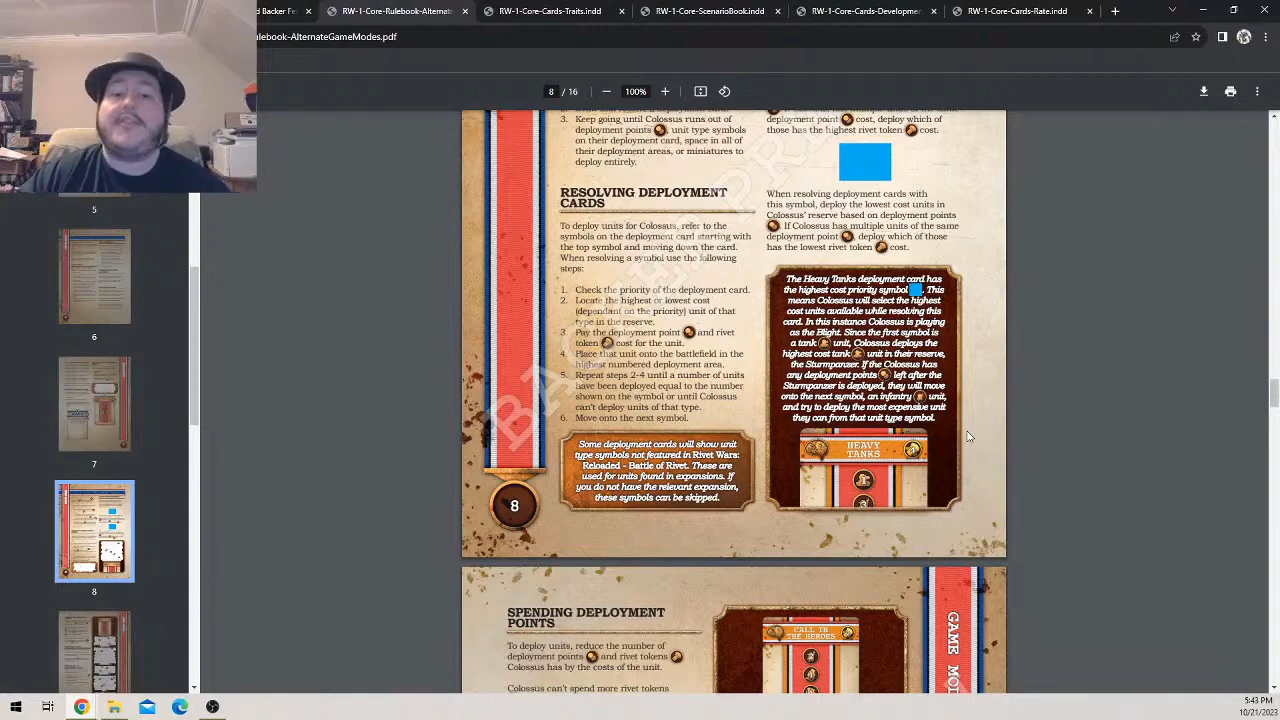 Backer Fe
RW-1-Core-Rulebook-Alternate
RW-1-Core-Cards-Traits.indd
RW-1-Core-ScenarioBook.indd
RW-1-Core-Cards-Developmen
RW-1-Core-Cards-Rate.indd
ulebook-AlternateGameModes.pdf
8 / 16
100%
5
6
7
8
3. Keep going until Colossus runs out of
deployment points unit type symbols
on their deployment card, space in all of
their deployment areas, or miniatures to
deploy entirely.
RESOLVING DEPLOYMENT
CARDS
To deploy units for Colossus, refer to the
symbols on the deployment card starting with
the top symbol and moving down the card.
When resolving a symbol use the following
steps:
1. Check the priority of the deployment card.
2. Locate the highest or lowest cost
(dependant on the priority) unit of that
type in the reserve.
3. Pay the deployment point and rivet
token cost for the unit.
4. Place that unit onto the battlefield in the
highest numbered deployment area.
5. Repeat steps 2-4 until a number of units
have been deployed equal to the number
shown on the symbol or until Colossus
can't deploy units of that type.
6. Move onto the next symbol.
Some deployment cards will show unit
type symbols not featured in Rivet Wars:
Reloaded - Battle of Rivet. These are
used for units found in expansions. If
you do not have the relevant expansion,
these symbols can be skipped.
8
deployment point cost, deploy which of
those has the highest rivet token cost.
When resolving deployment cards with
this symbol, deploy the lowest cost units in
Colossus' reserve based on deployment points
. If Colossus has multiple units of the same
deployment point , deploy which of those
has the lowest rivet token cost.
The Heavy Tanks deployment card has
the highest cost priority symbol . This
means Colossus will select the highest
cost units available while resolving this
card. In this instance Colossus is playing
as the Blight. Since the first symbol is
a tank unit, Colossus deploys the
highest cost tank unit in their reserve,
the Sturmpanzer. If the Colossus has
any deployment points left after the
Sturmpanzer is deployed, they will move
onto the next symbol, an infantry unit,
and try to deploy the most expensive unit
they can from that unit type symbol.
HEAVY
TANKS
SPENDING DEPLOYMENT
POINTS
To deploy units, reduce the number of
deployment points and rivet tokens
Colossus has by the costs of the unit.
Colossus can't spend more rivet tokens
CALL IN
THE HEROES
GAME
5:43 PM
10/21/2023